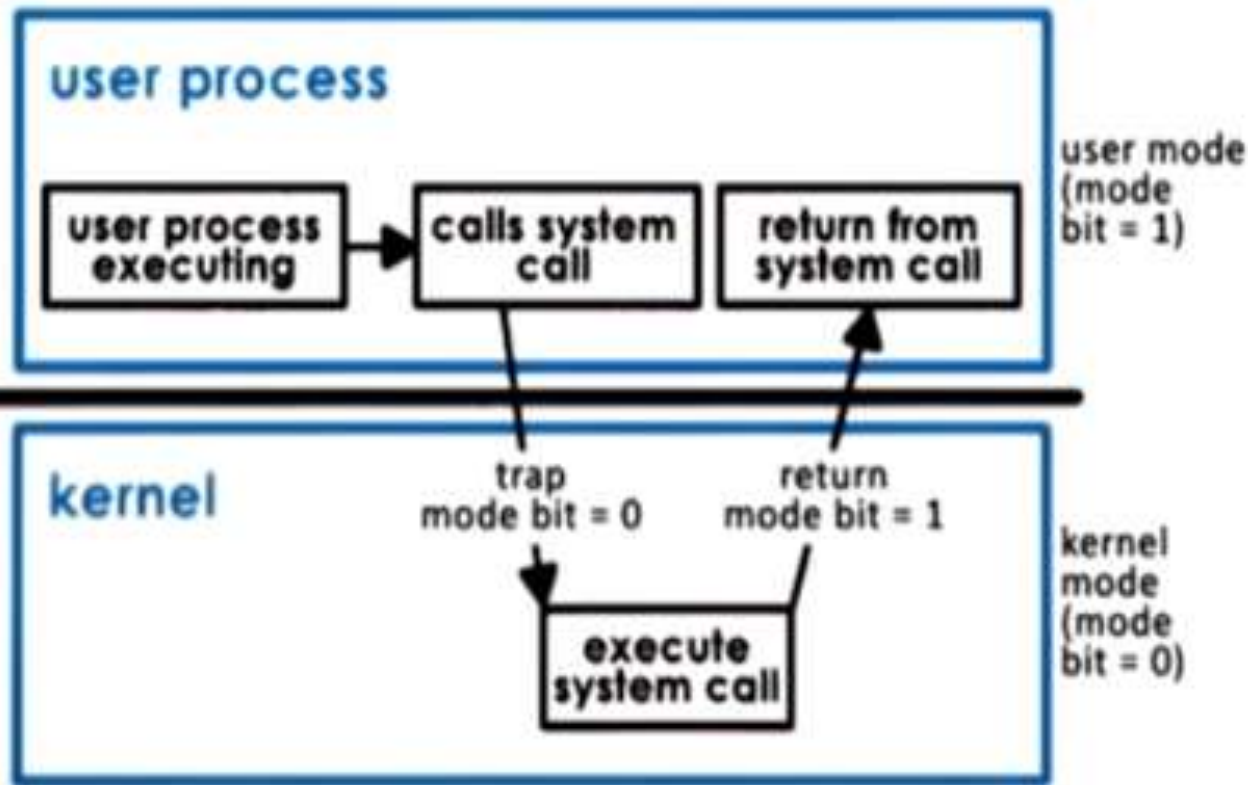 user process
user process
executing
calls system
call
return from
system call
user mode
(mode
bit = 1)
kernel
trap
mode bit = 0
return
mode bit = 1
execute
system call
kernel
mode
(mode
bit = 0)